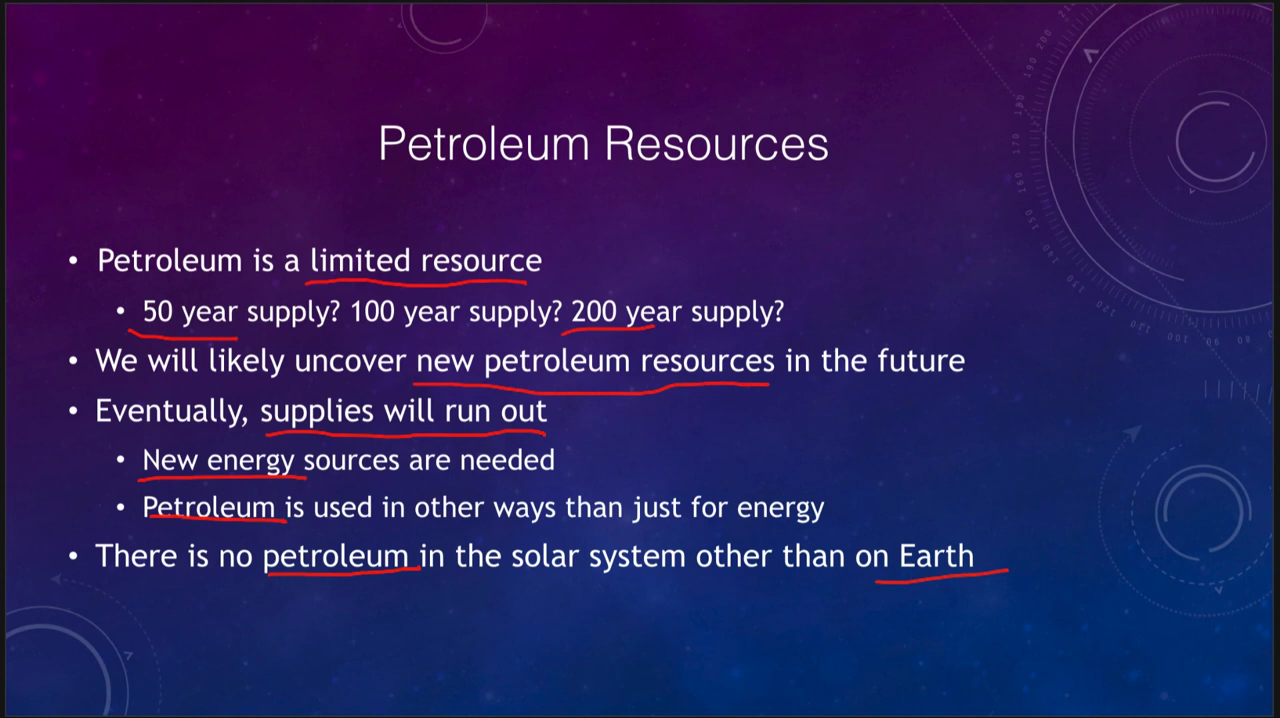 Petroleum Resources
• Petroleum is a limited resource
• 50 year supply? 100 year supply? 200 year supply?
• We will likely uncover new petroleum resources in the future
• Eventually, supplies will run out
• New energy sources are needed
• Petroleum is used in other ways than just for energy
• There is no petroleum in the solar system other than on Earth